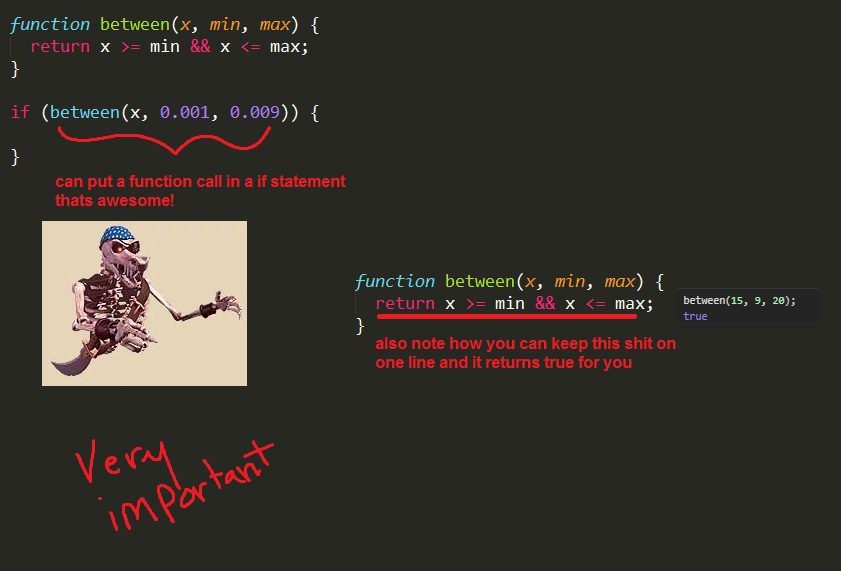 function between(x, min, max) {
return x >= min && x <= max;
}
if (between(x, 0.001, 0.009)) {
}
can put a function call in a if statement
thats awesome!
function between(x, min, max) {
return x >= min && x <= max;
}
between(15, 9, 20);
true
also note how you can keep this shit on
one line and it returns true for you
Very
important